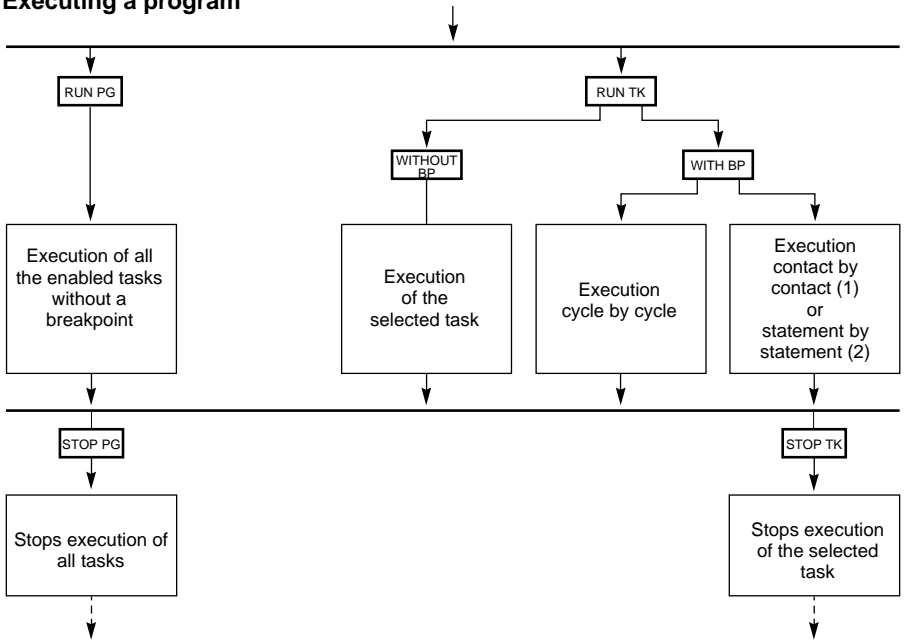 Executing a program
RUN PG
RUN TK
WITHOUT
BP
WITH BP
Execution of all
the enabled tasks
without a
breakpoint
Execution
of the
selected task
Execution
cycle by cycle
Execution
contact by
contact (1)
or
statement by
statement (2)
STOP PG
STOP TK
Stops execution of
all tasks
Stops execution
of the selected
task